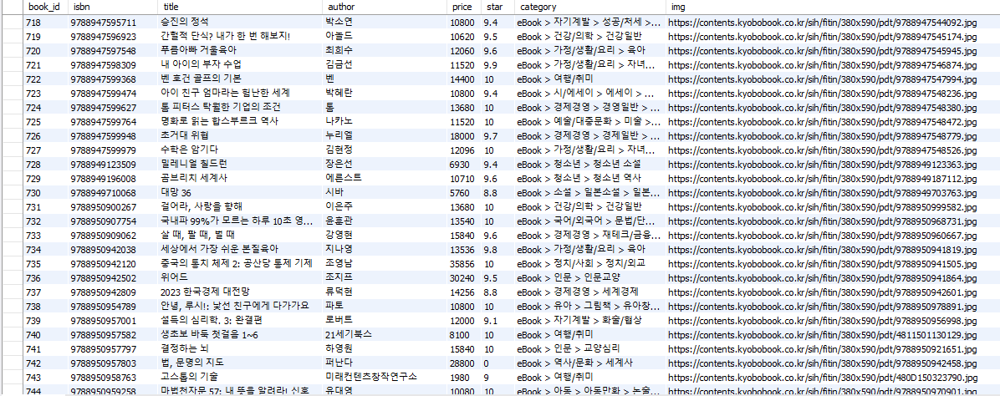 book_id isbn title author price star category img
718 9788947595711 승진의 정석 박소연 10800 9.4 eBook > 자기계발 > 성공/처세 >... https://contents.kyobobook.co.kr/sih/fitin/380x590/pdt/9788947544092.jpg
719 9788947596923 간헐적 단식? 내가 한 번 해보지! 아놀드 10620 9.5 eBook > 건강/의학 > 건강일반 https://contents.kyobobook.co.kr/sih/fitin/380x590/pdt/9788947545174.jpg
720 9788947597548 푸름아빠 거울육아 최희수 12060 9.6 eBook > 가정/생활/요리 > 육아 https://contents.kyobobook.co.kr/sih/fitin/380x590/pdt/9788947545945.jpg
721 9788947598309 내 아이의 부자 수업 김금선 11520 9.9 eBook > 가정/생활/요리 > 자녀... https://contents.kyobobook.co.kr/sih/fitin/380x590/pdt/9788947546874.jpg
722 9788947599368 벤 호건 골프의 기본 벤 14400 10 eBook > 여행/취미 https://contents.kyobobook.co.kr/sih/fitin/380x590/pdt/9788947547994.jpg
723 9788947599474 아이 친구 엄마라는 험난한 세계 박혜란 10800 9.4 eBook > 시/에세이 > 에세이 > ... https://contents.kyobobook.co.kr/sih/fitin/380x590/pdt/9788947548236.jpg
724 9788947599627 톰 피터스 탁월한 기업의 조건 톰 13680 10 eBook > 경제경영 > 경영일반 > ... https://contents.kyobobook.co.kr/sih/fitin/380x590/pdt/9788947548380.jpg
725 9788947599764 명화로 읽는 합스부르크 역사 나카노 11520 10 eBook > 예술/대중문화 > 미술 >... https://contents.kyobobook.co.kr/sih/fitin/380x590/pdt/9788947548472.jpg
726 9788947599948 초거대 위협 누리엘 18000 9.7 eBook > 경제경영 > 경제일반 > ... https://contents.kyobobook.co.kr/sih/fitin/380x590/pdt/9788947548779.jpg
727 9788947599979 수학은 암기다 김현정 12096 10 eBook > 가정/생활/요리 > 자녀... https://contents.kyobobook.co.kr/sih/fitin/380x590/pdt/9788947548526.jpg
728 9788949123509 밀레니얼 칠드런 장은선 6930 9.4 eBook > 청소년 > 청소년 소설 https://contents.kyobobook.co.kr/sih/fitin/380x590/pdt/9788949123363.jpg
729 9788949196008 곰브리치 세계사 에른스트 10710 9.6 eBook > 청소년 > 청소년 역사 https://contents.kyobobook.co.kr/sih/fitin/380x590/pdt/9788949187112.jpg
730 9788949710068 대망 36 시바 5760 8.8 eBook > 소설 > 일본소설 > 일본... https://contents.kyobobook.co.kr/sih/fitin/380x590/pdt/9788949703763.jpg
731 9788950900267 걸어라, 사랑을 향해 이은주 13680 10 eBook > 건강/의학 > 건강일반 https://contents.kyobobook.co.kr/sih/fitin/380x590/pdt/9788950999582.jpg
732 9788950907754 국내파 99%가 모르는 하루 10초 영... 윤훈관 13540 10 eBook > 국어/외국어 > 문법/단... https://contents.kyobobook.co.kr/sih/fitin/380x590/pdt/9788950968731.jpg
733 9788950909062 살 때, 팔 때, 벌 때 강영현 15840 9.6 eBook > 경제경영 > 재테크/금융... https://contents.kyobobook.co.kr/sih/fitin/380x590/pdt/9788950960667.jpg
734 9788950942038 세상에서 가장 쉬운 본질육아 지나영 13536 9.8 eBook > 가정/생활/요리 > 육아 https://contents.kyobobook.co.kr/sih/fitin/380x590/pdt/9788950941819.jpg
735 9788950942120 중국의 통치 체제 2: 공산당 통제 기제 조영남 35856 10 eBook > 정치/사회 > 정치/외교 https://contents.kyobobook.co.kr/sih/fitin/380x590/pdt/9788950941505.jpg
736 9788950942502 위어드 조지프 30240 9.5 eBook > 인문 > 인문교양 https://contents.kyobobook.co.kr/sih/fitin/380x590/pdt/9788950941864.jpg
737 9788950942809 2023 한국경제 대전망 류덕현 14256 8.8 eBook > 경제경영 > 세계경제 https://contents.kyobobook.co.kr/sih/fitin/380x590/pdt/9788950942601.jpg
738 9788950954789 안녕, 루시!: 낯선 친구에게 다가가요 파토 10800 10 eBook > 유아 > 그림책 > 유아창... https://contents.kyobobook.co.kr/sih/fitin/380x590/pdt/9788950978891.jpg
739 9788950957001 설득의 심리학. 3: 완결편 로버트 12000 9.1 eBook > 자기계발 > 화술/협상 https://contents.kyobobook.co.kr/sih/fitin/380x590/pdt/9788950956998.jpg
740 9788950957582 생초보 바둑 첫걸음 1~6 21세기북스 8100 10 eBook > 여행/취미 https://contents.kyobobook.co.kr/sih/fitin/380x590/pdt/4811501130129.jpg
741 9788950957797 결정하는 뇌 하영원 15840 10 eBook > 인문 > 교양심리 https://contents.kyobobook.co.kr/sih/fitin/380x590/pdt/9788950921651.jpg
742 9788950957803 법, 문명의 지도 퍼난다 28800 0 eBook > 역사/문화 > 세계사 https://contents.kyobobook.co.kr/sih/fitin/380x590/pdt/9788950942458.jpg
743 9788950958763 고스톱의 기술 미래컨텐츠창작연구소 1980 9 eBook > 여행/취미 https://contents.kyobobook.co.kr/sih/fitin/380x590/pdt/480D150323790.jpg
744 9788950959258 마법천자문 57: 내 뜻을 알려라! 신호 유대영 10080 10 eBook > 아동 > 아동만화 > 논술... https://contents.kyobobook.co.kr/sih/fitin/380x590/pdt/9788950970901.jpg